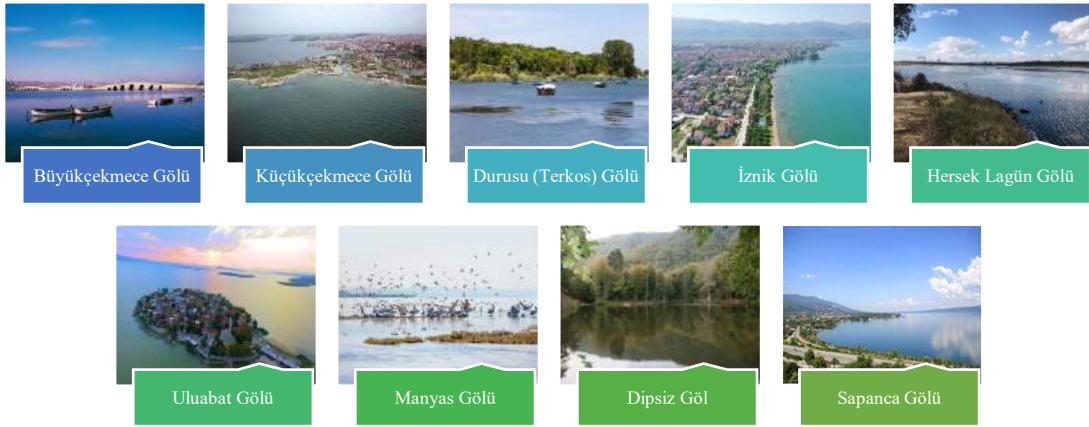 Büyükçekmece Gölü
Küçükçekmece Gölü
Durusu (Terkos) Gölü
İznik Gölü
Hersek Lagün Gölü
Uluabat Gölü
Manyas Gölü
Dipsiz Göl
Sapanca Gölü